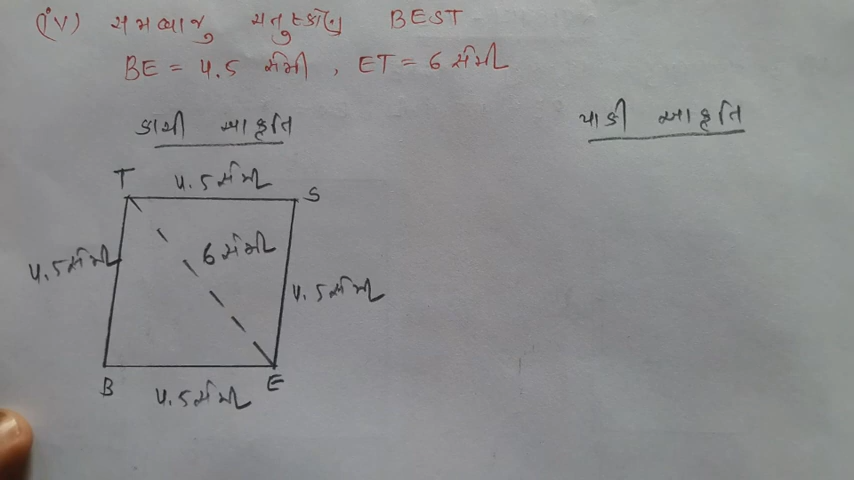 (iv) સમબાજુ ચતુષ્કોણ BEST
BE = 4.5 સેમી , ET = 6 સેમી
કાચી આકૃતિ
પાકી આકૃતિ
T 4.5 સેમી S
6 સેમી
4.5 સેમી
4.5 સેમી
B 4.5 સેમી E